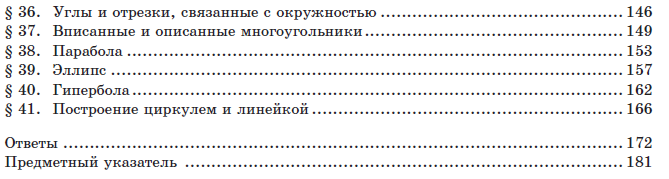 § 36. Углы и отрезки, связанные с окружностью ..... 146
§ 37. Вписанные и описанные многоугольники ..... 149
§ 38. Парабола ..... 153
§ 39. Эллипс ..... 157
§ 40. Гипербола ..... 162
§ 41. Построение циркулем и линейкой ..... 166
Ответы ..... 172
Предметный указатель ..... 181